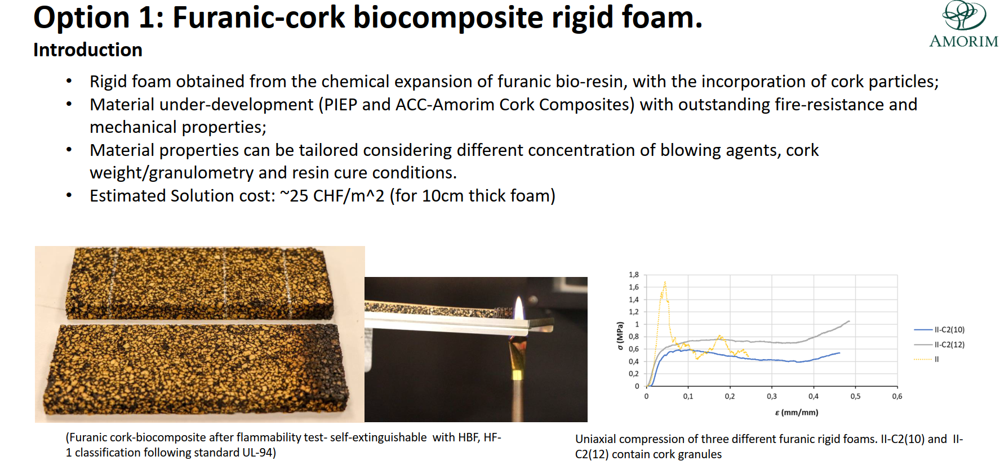 Option 1: Furanic-cork biocomposite rigid foam.
AMORIM
Introduction
• Rigid foam obtained from the chemical expansion of furanic bio-resin, with the incorporation of cork particles;
• Material under-development (PIEP and ACC-Amorim Cork Composites) with outstanding fire-resistance and
mechanical properties;
• Material properties can be tailored considering different concentration of blowing agents, cork
weight/granulometry and resin cure conditions.
• Estimated Solution cost: ~25 CHF/m^2 (for 10cm thick foam)
1,8
1,6
1,4
1,2
1
0,8
0,6
0,4
0,2
0
σ (MPa)
0 0,1 0,2 0,3 0,4 0,5 0,6
ε (mm/mm)
II-C2(10)
II-C2(12)
II
(Furanic cork-biocomposite after flammability test- self-extinguishable with HBF, HF-
1 classification following standard UL-94)
Uniaxial compression of three different furanic rigid foams. II-C2(10) and II-
C2(12) contain cork granules